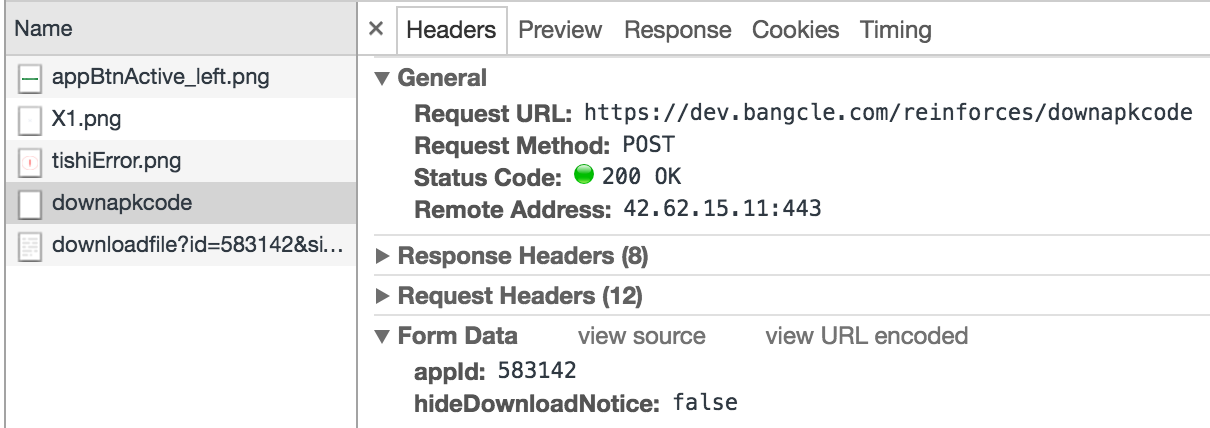 Name
appBtnActive_left.png
X1.png
tishiError.png
downapkcode
downloadfile?id=583142&si...
× Headers Preview Response Cookies Timing
▼ General
Request URL: https://dev.bangcle.com/reinforces/downapkcode
Request Method: POST
Status Code: 200 OK
Remote Address: 42.62.15.11:443
▶ Response Headers (8)
▶ Request Headers (12)
▼ Form Data view source view URL encoded
appId: 583142
hideDownloadNotice: false